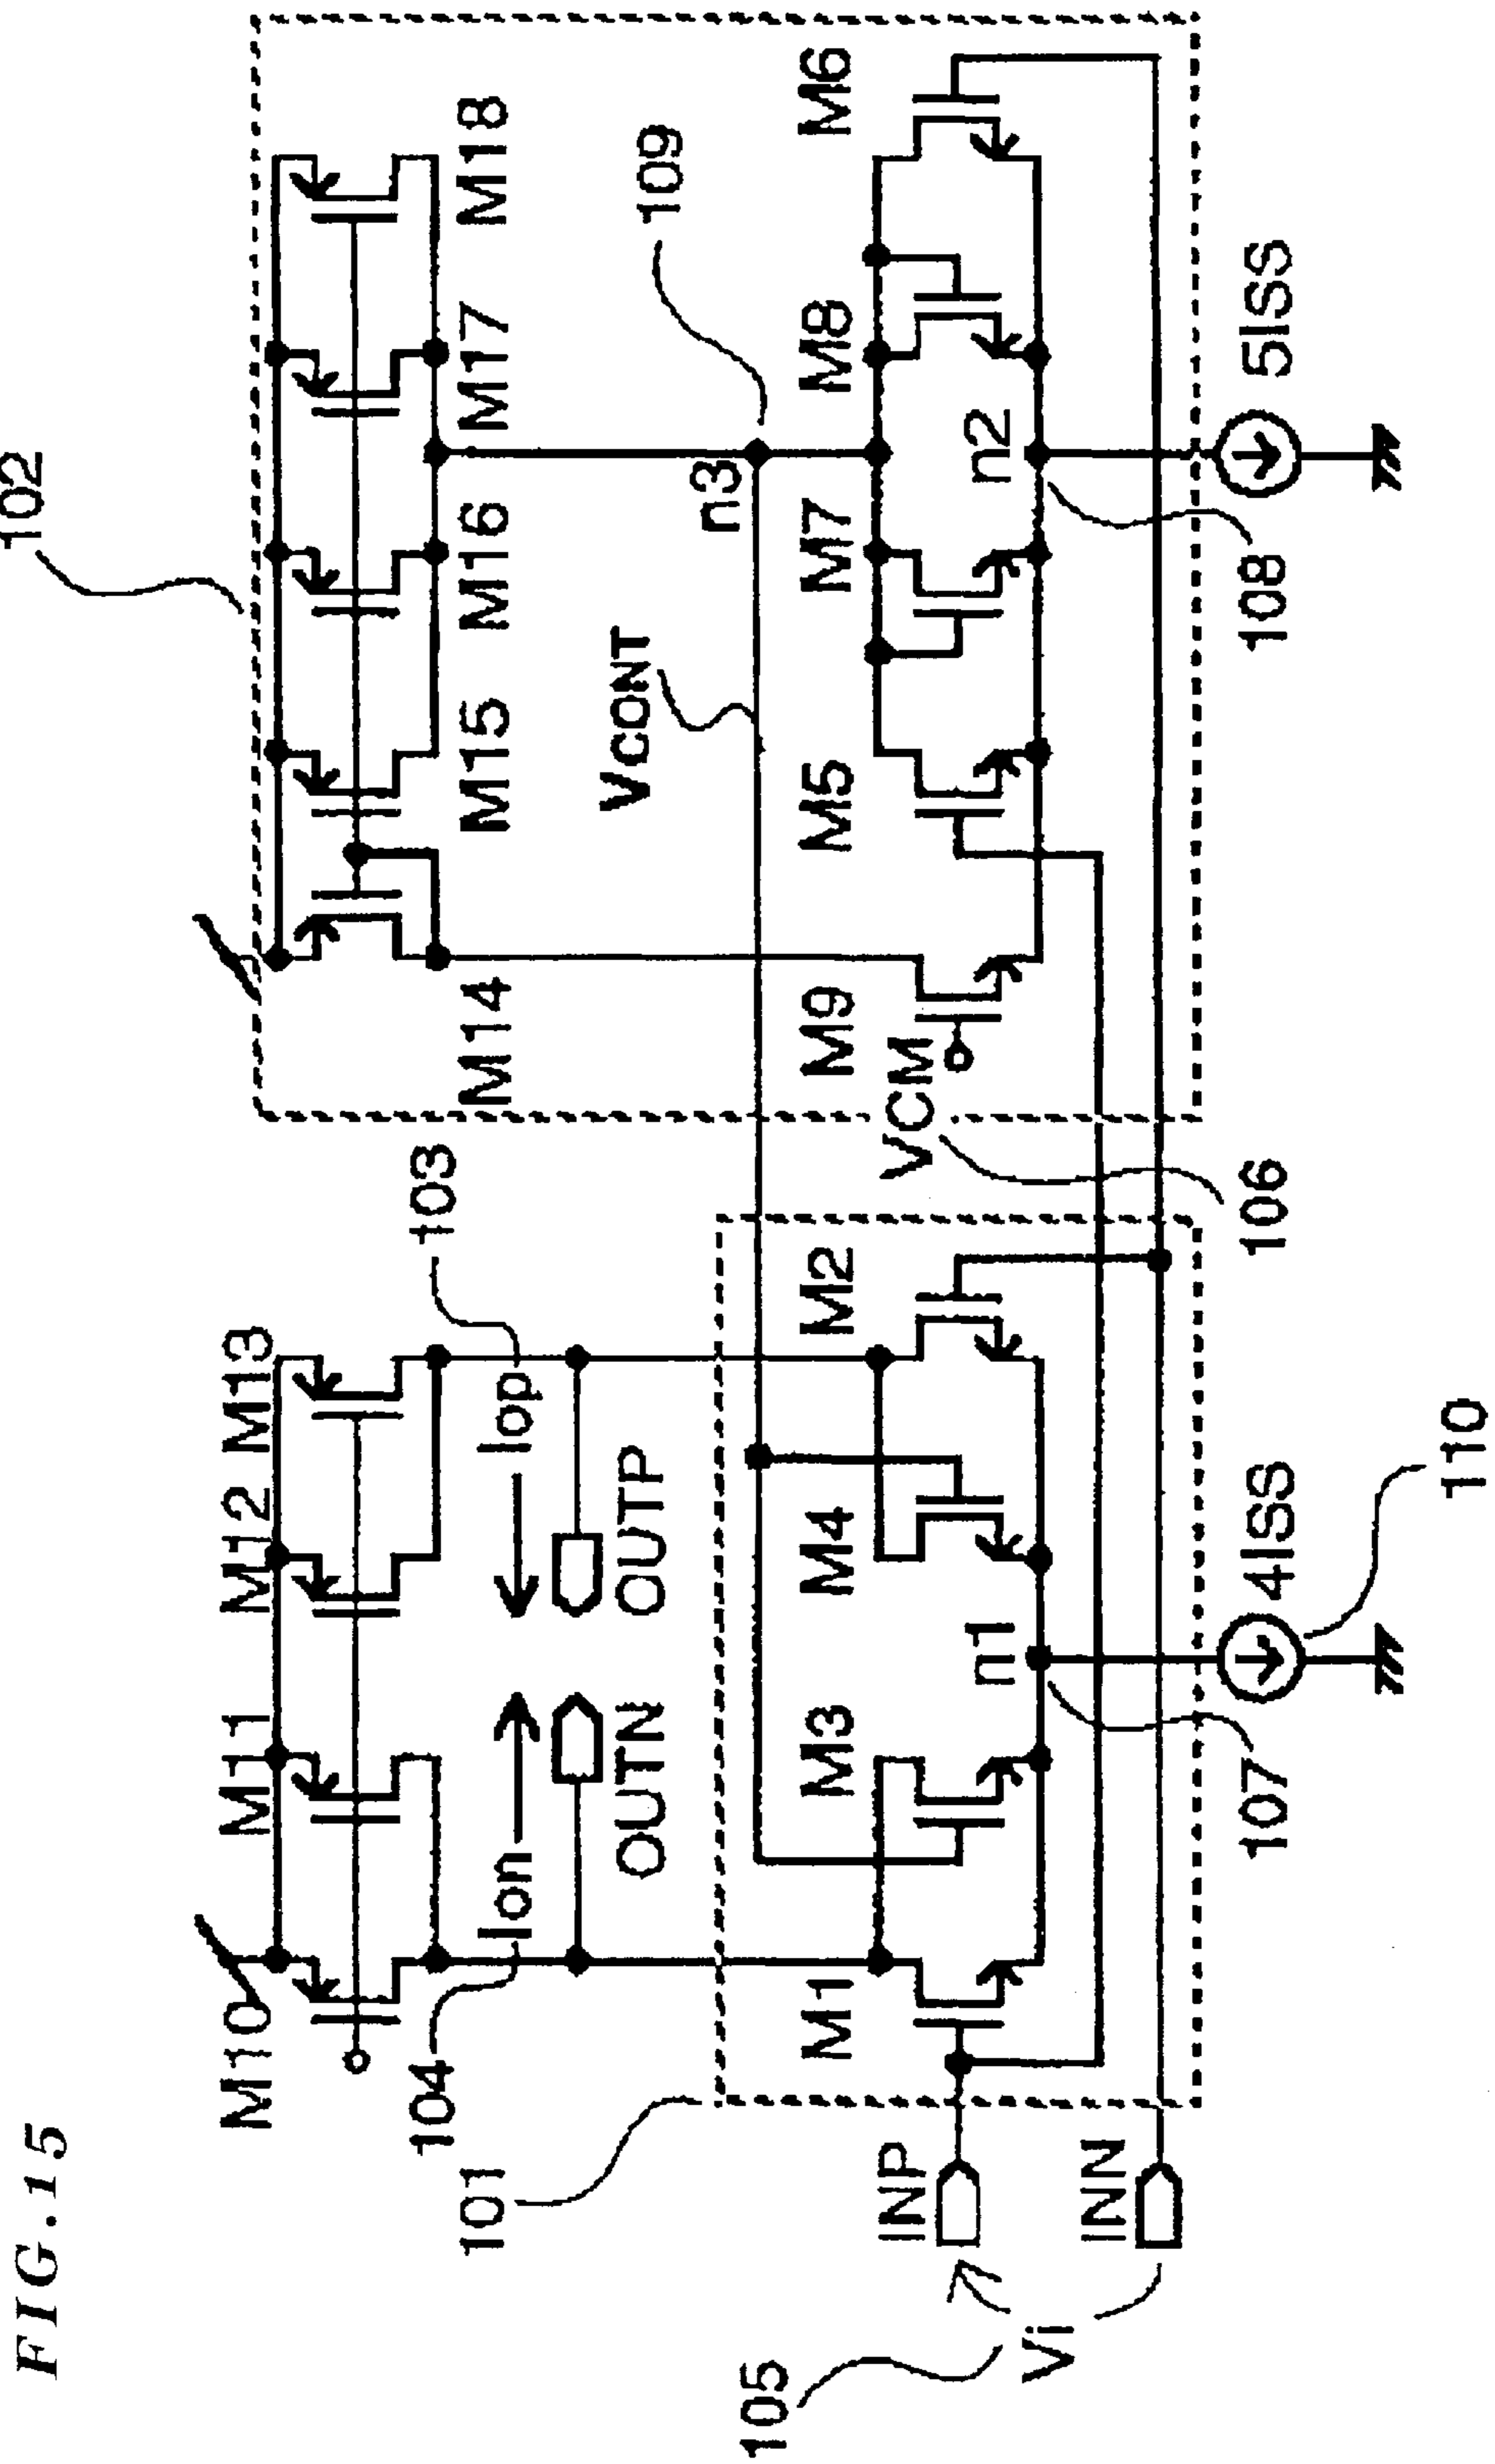 FIG.15
102
M10
M11
M12
M13
M14
M15
M16
M17
M18
104
Ion
Iop
103
OUTN
OUTP
VCONT
n3
109
101
M1
M3
M4
M2
M9
M5
M7
M8
M6
INP
VCM
n1
n2
105
Vi
INN
107
4ISS
106
108
5ISS
110